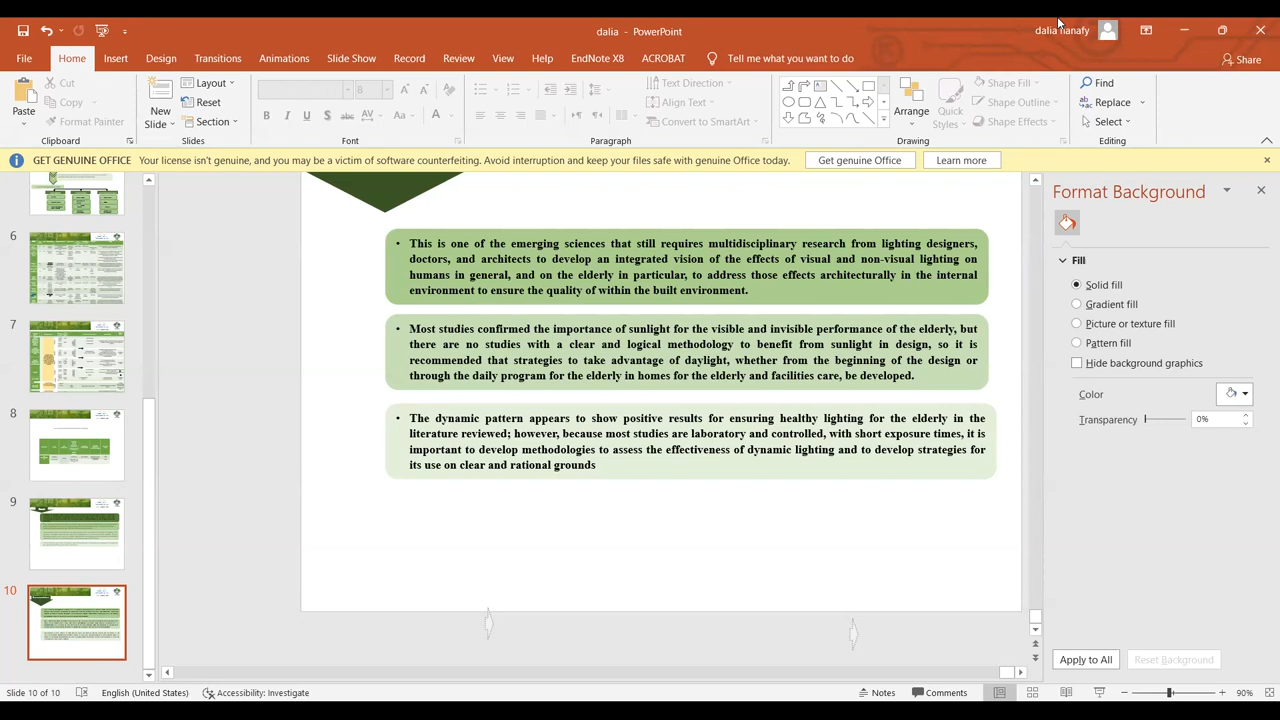 dalia - PowerPoint
dalia hanafy
File Home Insert Design Transitions Animations Slide Show Record Review View Help EndNote X8 ACROBAT Tell me what you want to do
Share
Paste
Cut
Copy
Format Painter
Clipboard
New
Slide
Layout
Reset
Section
Slides
B I U S abc AV Aa A
8
Font
Text Direction
Align Text
Convert to SmartArt
Paragraph
Arrange
Quick
Styles
Shape Fill
Shape Outline
Shape Effects
Drawing
Find
Replace
Select
Editing
GET GENUINE OFFICE Your license isn't genuine, and you may be a victim of software counterfeiting. Avoid interruption and keep your files safe with genuine Office today. Get genuine Office Learn more
6
7
8
9
10
• This is one of the emerging sciences that still requires multidisciplinary research from lighting designers,
doctors, and architects to develop an integrated vision of the effects of visual and non-visual lighting on
humans in general, and on the elderly in particular, to address those effects architecturally in the internal
environment to ensure the quality of within the built environment.
• Most studies confirmed the importance of sunlight for the visible and invisible performance of the elderly, but
there are no studies with a clear and logical methodology to benefit from sunlight in design, so it is
recommended that strategies to take advantage of daylight, whether from the beginning of the design or
through the daily program for the elderly in homes for the elderly and facilities care, be developed.
• The dynamic pattern appears to show positive results for ensuring healthy lighting for the elderly in the
literature reviewed; however, because most studies are laboratory and controlled, with short exposure times, it is
important to develop methodologies to assess the effectiveness of dynamic lighting and to develop strategies for
its use on clear and rational grounds
Format Background
Fill
Solid fill
Gradient fill
Picture or texture fill
Pattern fill
Hide background graphics
Color
Transparency 0%
Apply to All Reset Background
Slide 10 of 10 English (United States) Accessibility: Investigate Notes Comments 90%